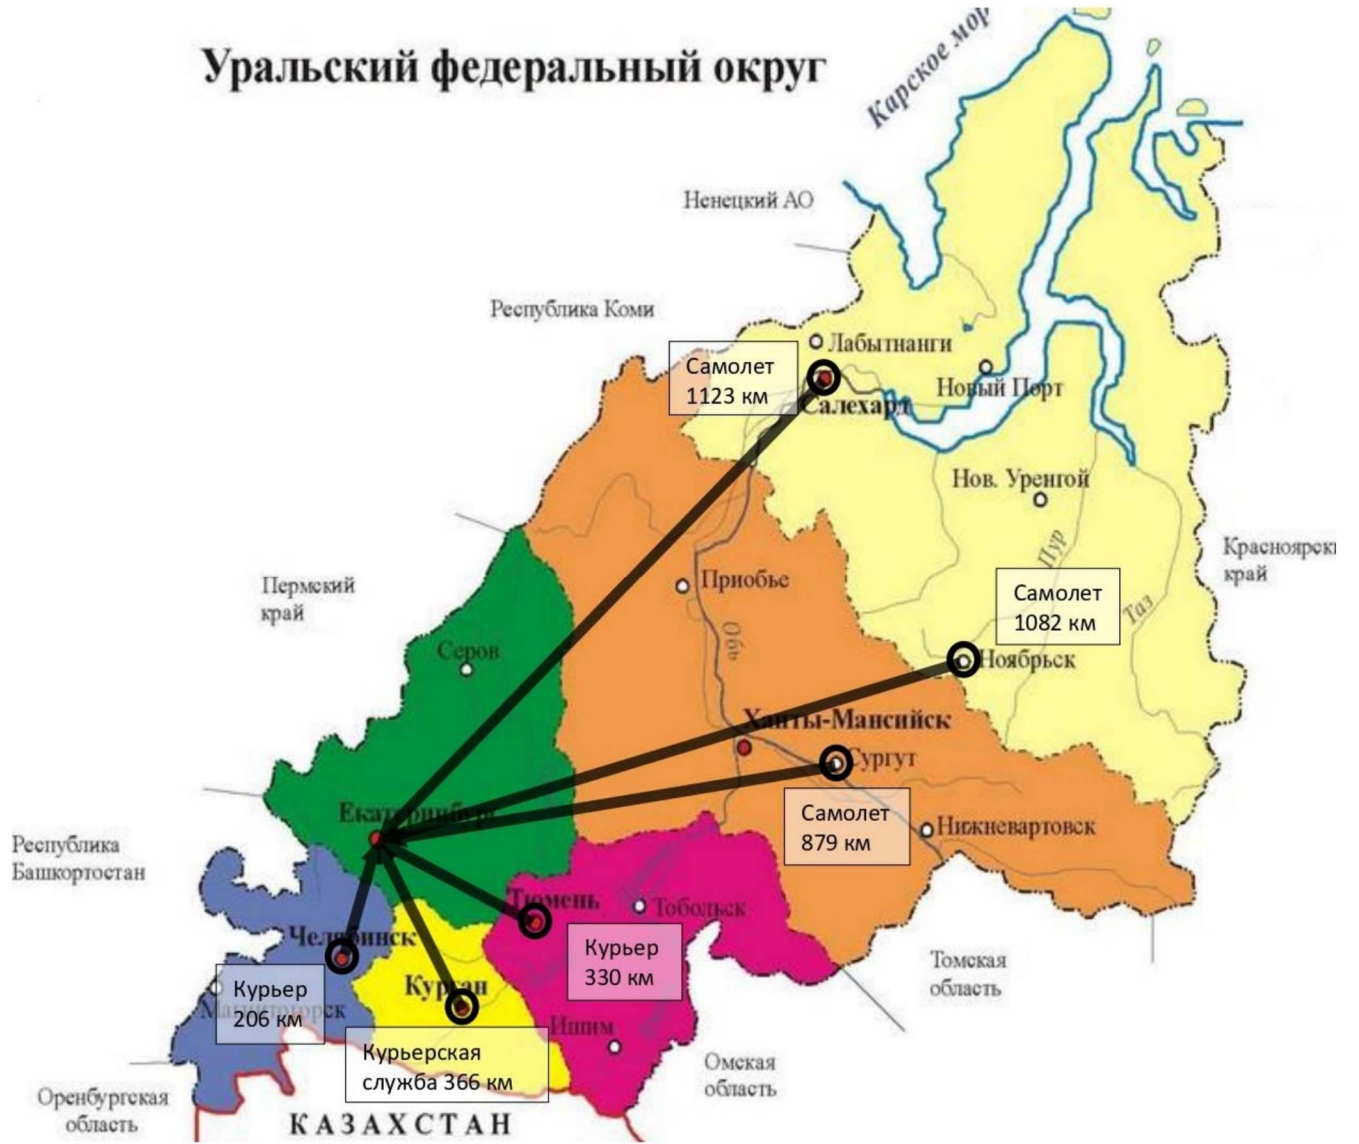 Уральский федеральный округ
Карское мор
Ненецкий АО
Республика Коми
Лабытнанги
Самолет
1123 км
Новый Порт
Салехард
Нов. Уренгой
Пур
Красноярск
край
Приобье
Пермский
край
Самолет
1082 км
Таз
Обь
Серов
Ноябрьск
Ханты-Мансийск
Сургут
Екатеринбург
Самолет
879 км
Нижневартовск
Республика
Башкортостан
Тюмень
Тобольск
Челябинск
Курьер
330 км
Томская
область
Курган
Курьер
206 км
Магнитогорск
Ишим
Курьерская
служба 366 км
Омская
область
Оренбургская
область
КАЗАХСТАН